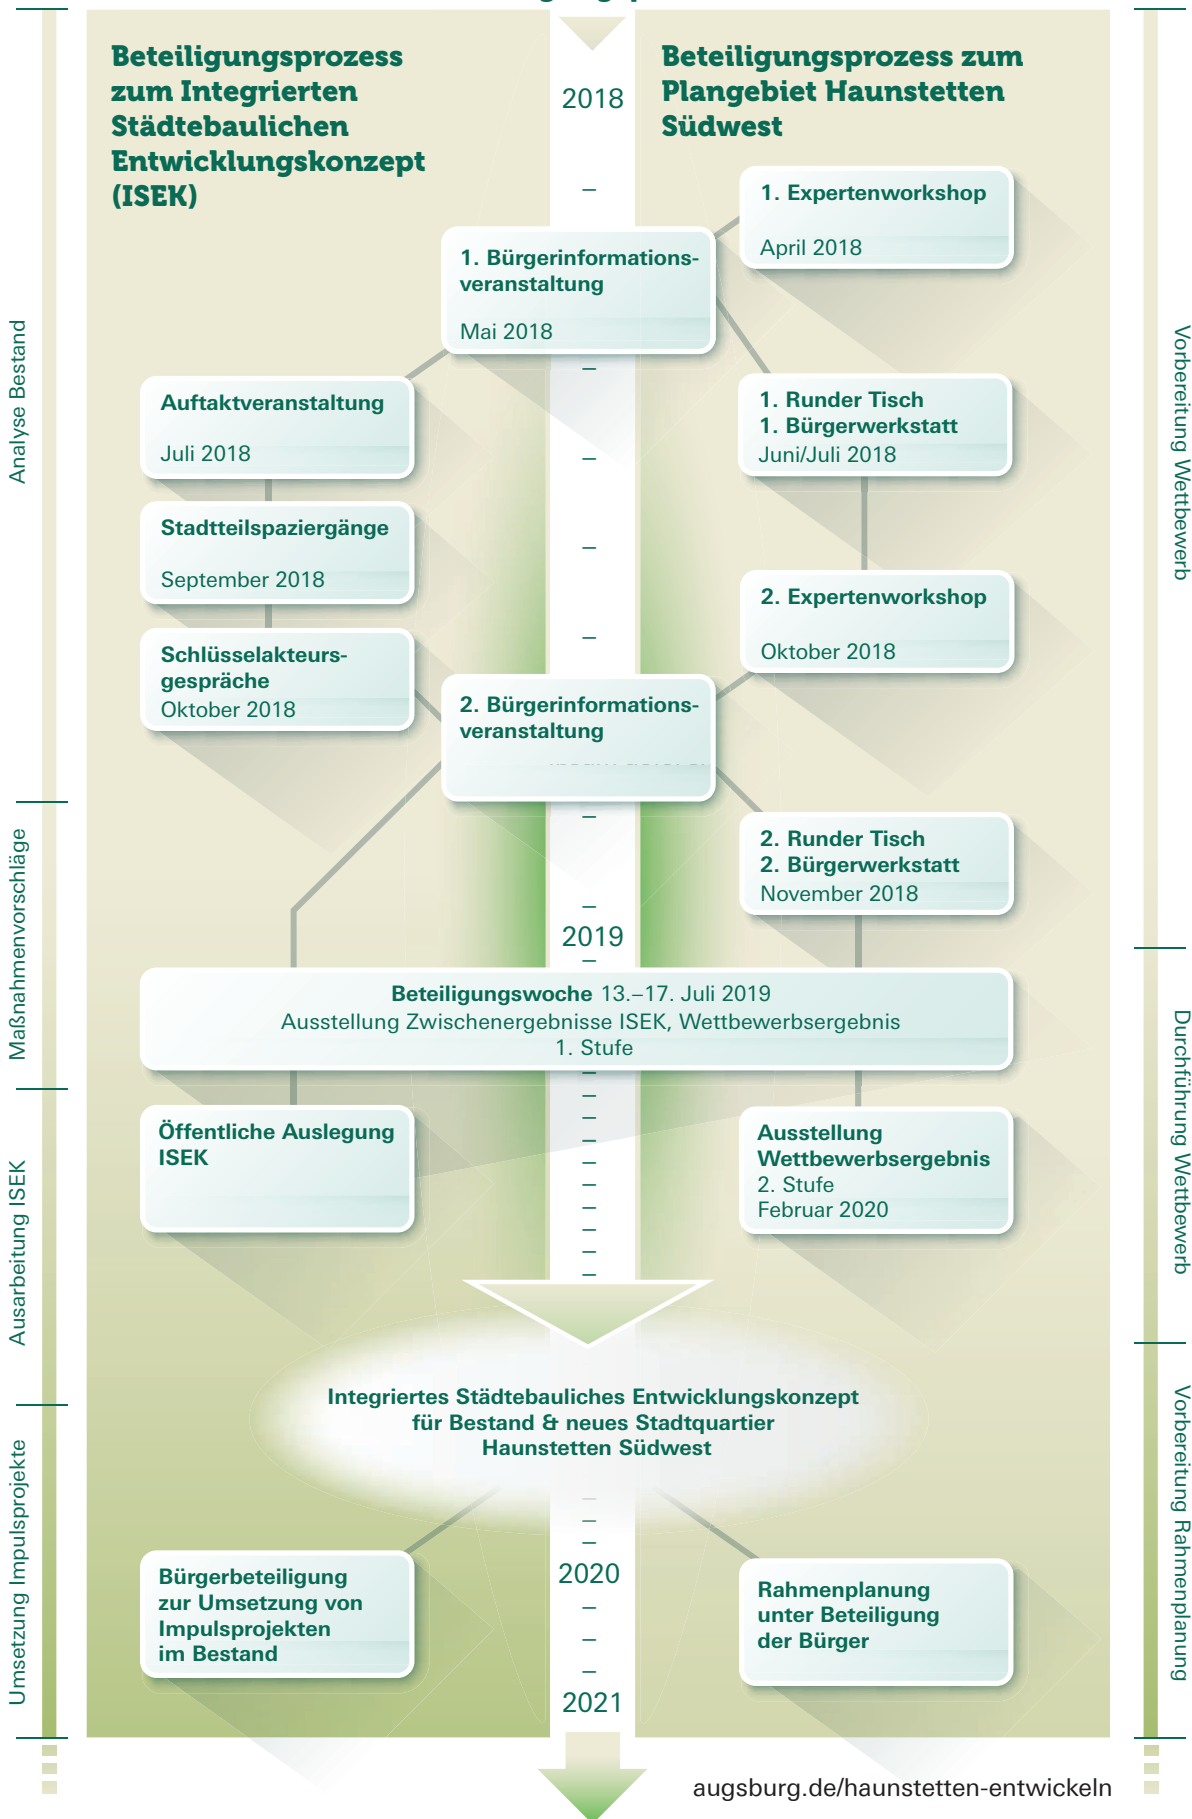 Beteiligungsprozess
zum Integrierten
Städtebaulichen
Entwicklungskonzept
(ISEK)
2018
Beteiligungsprozess zum
Plangebiet Haunstetten
Südwest
1. Expertenworkshop
April 2018
1. Bürgerinformations-
veranstaltung
Mai 2018
Auftaktveranstaltung
Juli 2018
1. Runder Tisch
1. Bürgerwerkstatt
Juni/Juli 2018
Stadtteilspaziergänge
September 2018
2. Expertenworkshop
Oktober 2018
Schlüsselakteurs-
gespräche
Oktober 2018
2. Bürgerinformations-
veranstaltung
2. Runder Tisch
2. Bürgerwerkstatt
November 2018
2019
Beteiligungswoche 13.–17. Juli 2019
Ausstellung Zwischenergebnisse ISEK, Wettbewerbsergebnis
1. Stufe
Öffentliche Auslegung
ISEK
Ausstellung
Wettbewerbsergebnis
2. Stufe
Februar 2020
Integriertes Städtebauliches Entwicklungskonzept
für Bestand & neues Stadtquartier
Haunstetten Südwest
2020
Bürgerbeteiligung
zur Umsetzung von
Impulsprojekten
im Bestand
Rahmenplanung
unter Beteiligung
der Bürger
2021
augsburg.de/haunstetten-entwickeln
Analyse Bestand
Maßnahmenvorschläge
Ausarbeitung ISEK
Umsetzung Impulsprojekte
Vorbereitung Wettbewerb
Durchführung Wettbewerb
Vorbereitung Rahmenplanung